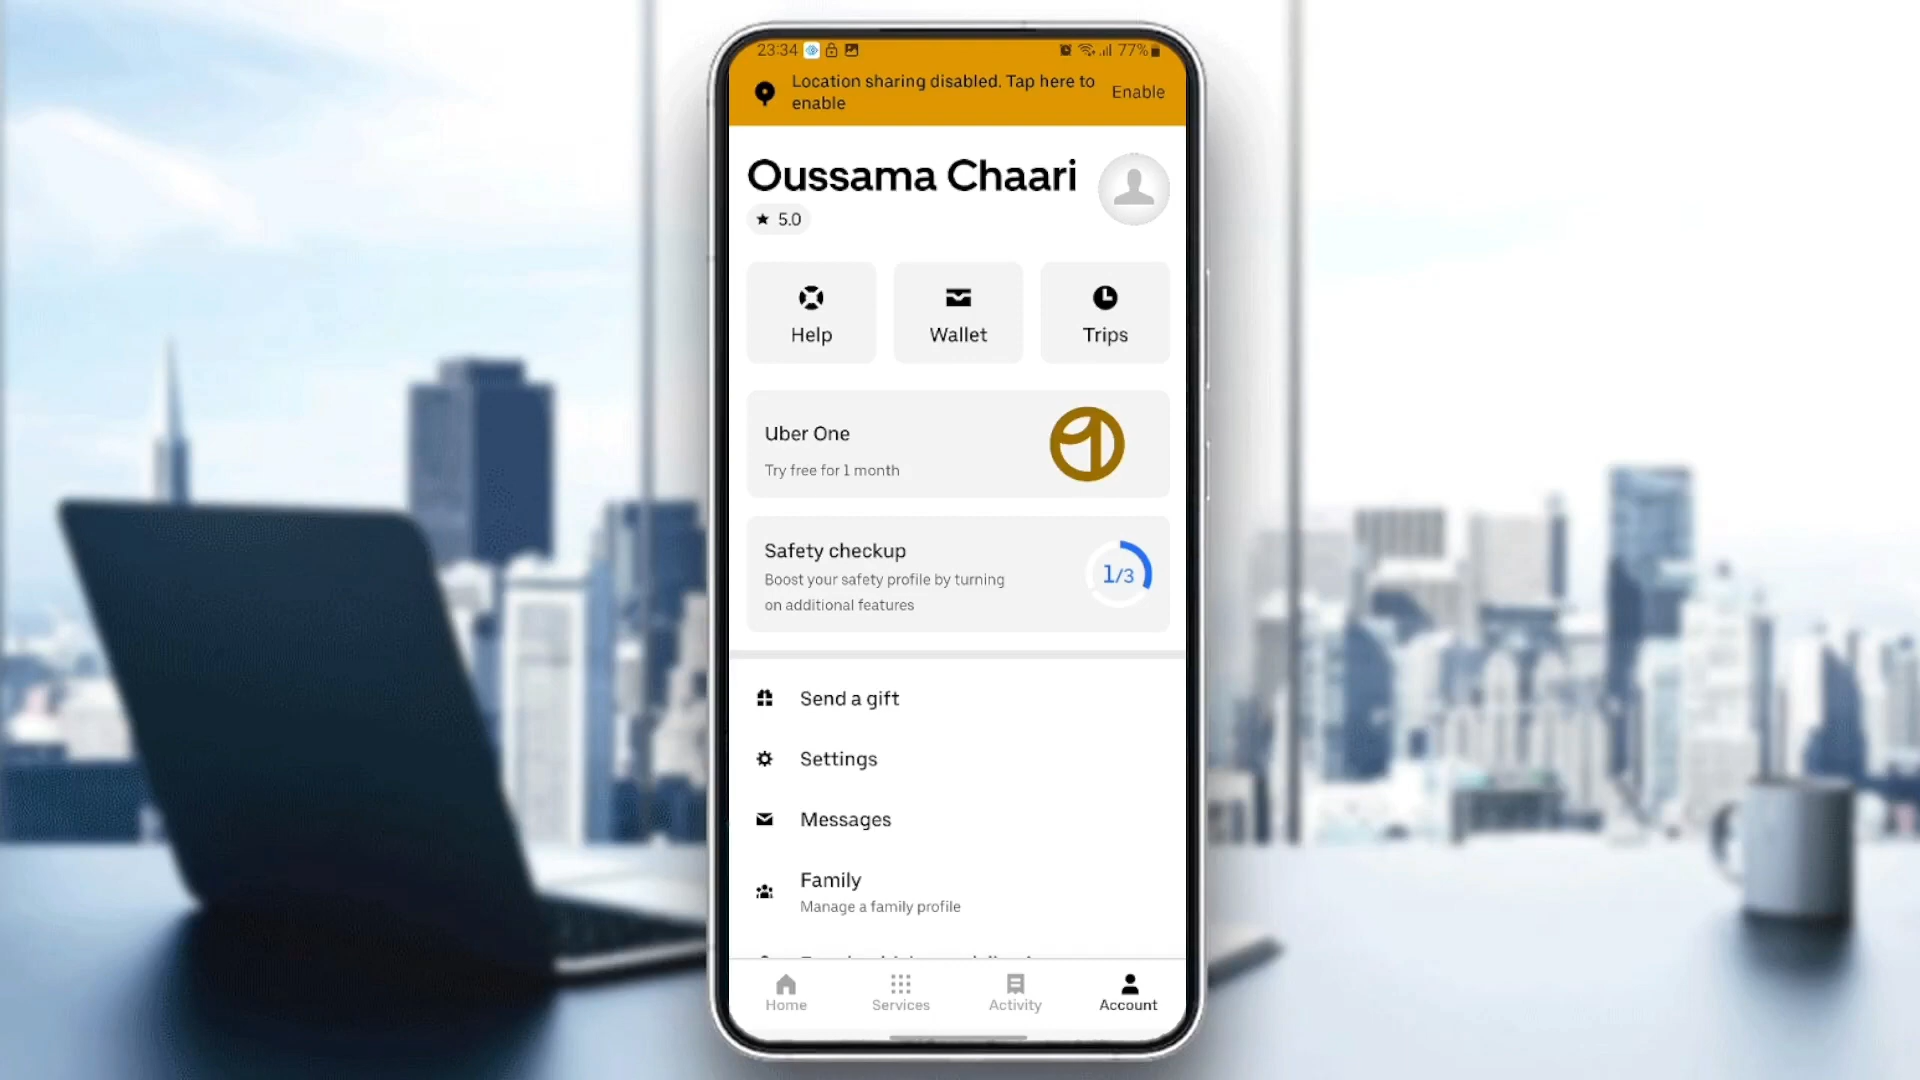 23:34 77%
Location sharing disabled. Tap here to
enable
Enable
Oussama Chaari
5.0
Help Wallet Trips
Uber One
Try free for 1 month
Safety checkup
Boost your safety profile by turning
on additional features
1/3
Send a gift
Settings
Messages
Family
Manage a family profile
Home Services Activity Account